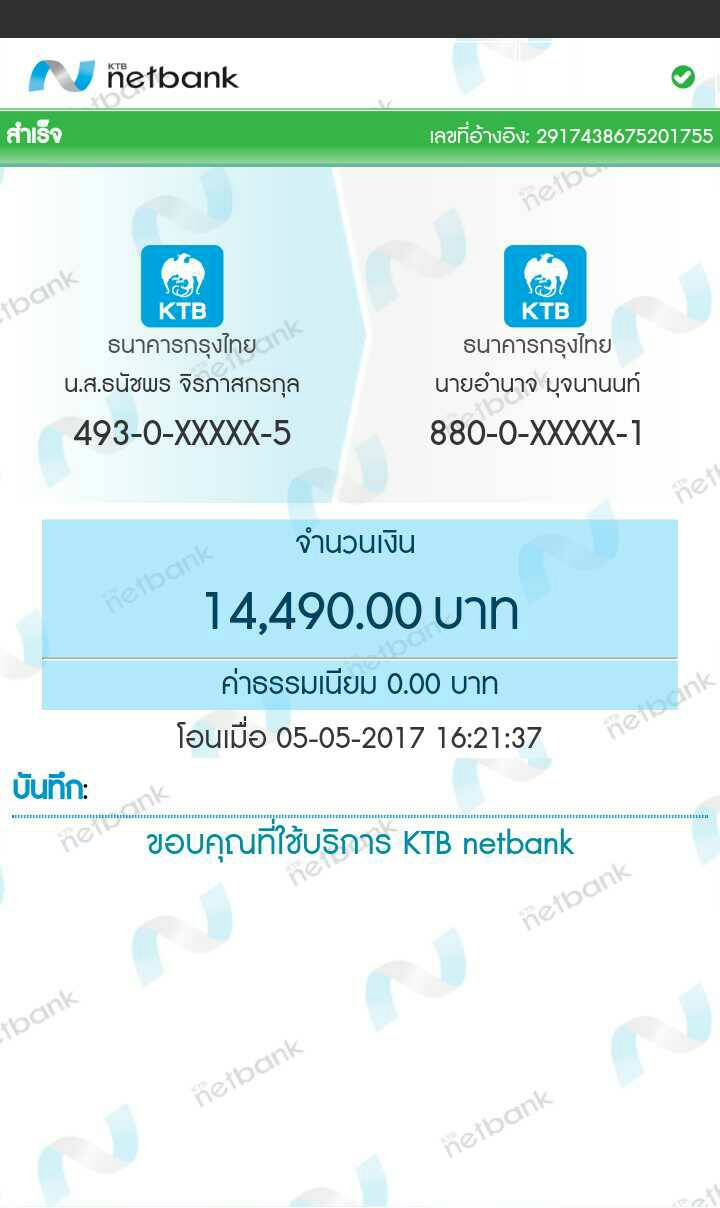 KTB netbank
สำเร็จ
เลขที่อ้างอิง: 2917438675201755
KTB
KTB
ธนาคารกรุงไทย
ธนาคารกรุงไทย
น.ส.ธนัชพร จิรภาสกรกุล
นายอำนาจ มุจนานนท์
493-0-XXXXX-5
880-0-XXXXX-1
จำนวนเงิน
14,490.00 บาท
ค่าธรรมเนียม 0.00 บาท
โอนเมื่อ 05-05-2017 16:21:37
บันทึก:
ขอบคุณที่ใช้บริการ KTB netbank